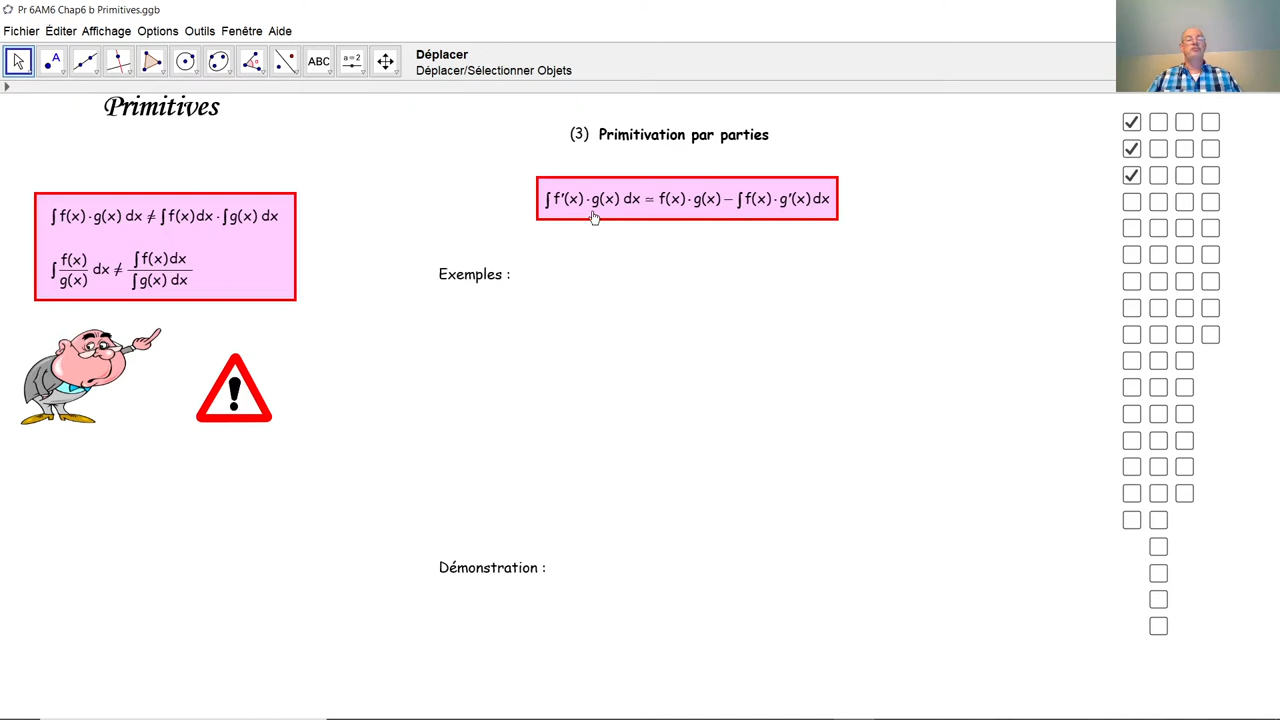 Pr 6AM6 Chap6 b Primitives.ggb
Fichier Éditer Affichage Options Outils Fenêtre Aide
A ABC a=2
Déplacer
Déplacer/Sélectionner Objets
Primitives
(3) Primitivation par parties
∫f'(x)·g(x) dx = f(x)·g(x) − ∫f(x)·g'(x)dx
∫f(x)·g(x) dx ≠ ∫f(x)dx·∫g(x) dx
∫f(x)/g(x) dx ≠ ∫f(x)dx/∫g(x) dx
Exemples :
Démonstration :